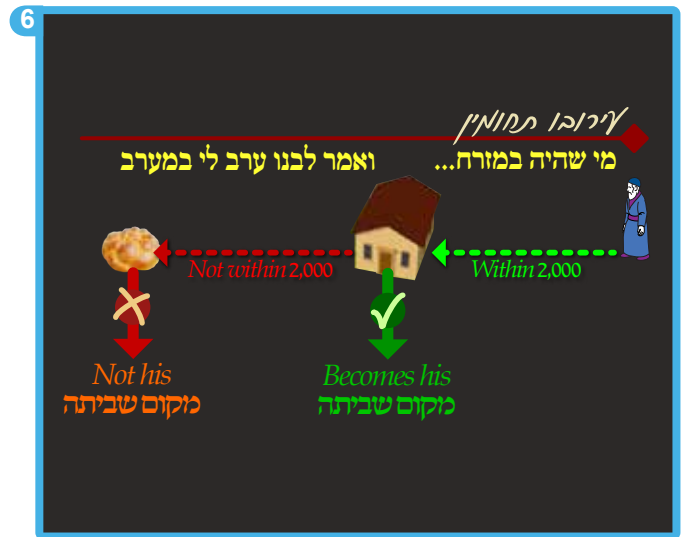 6
עירובו תחומין
מי שהיה במזרח... ואמר לבנו ערב לי במערב
Not within 2,000 Within 2,000
Not his Becomes his
מקום שביתה מקום שביתה